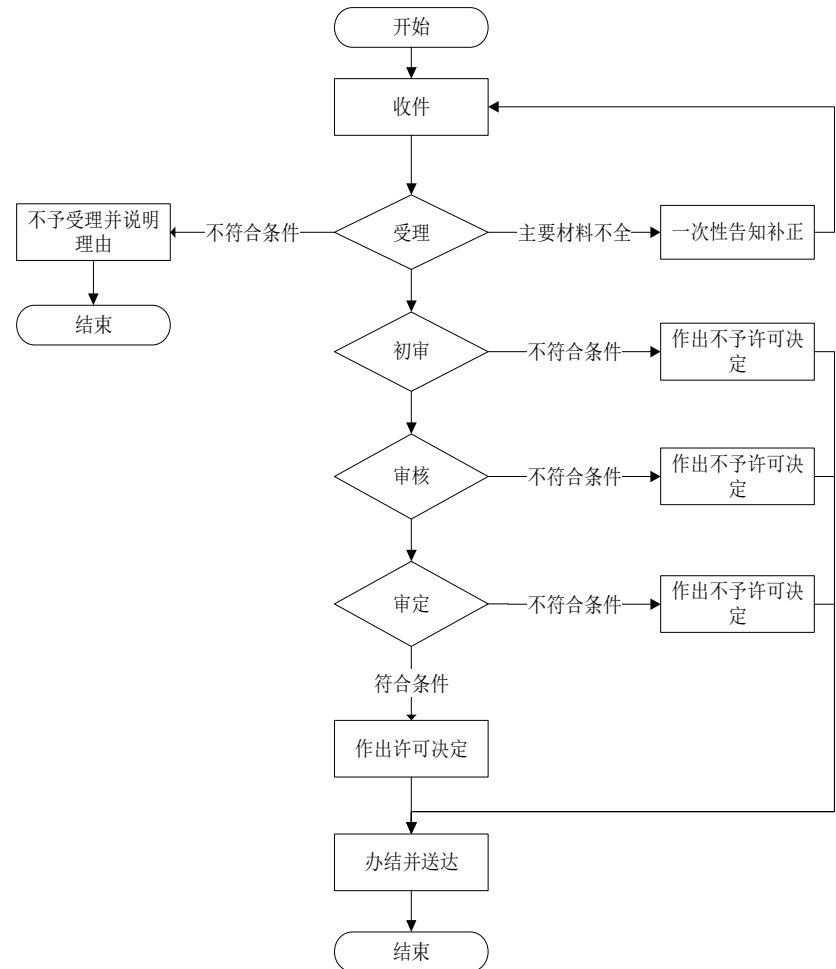 开始
收件
不予受理并说明
理由
不符合条件
受理
主要材料不全
一次性告知补正
结束
初审
不符合条件
作出不予许可决
定
审核
不符合条件
作出不予许可决
定
审定
不符合条件
作出不予许可决
定
符合条件
作出许可决定
办结并送达
结束